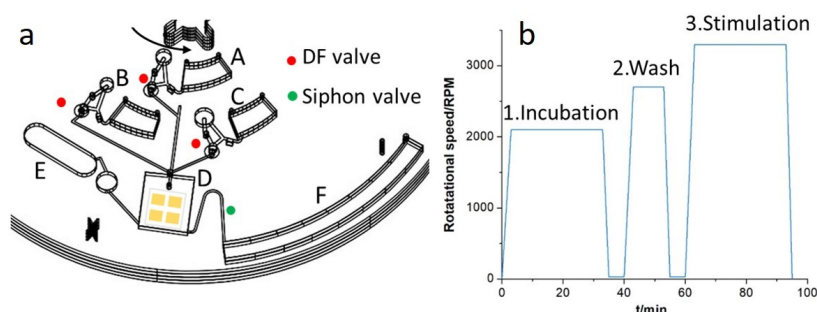 a
A
B
C
D
E
F
DF valve
Siphon valve
b
3.Stimulation
2.Wash
1.Incubation
Rotatational speed/RPM
3000
2000
1000
0
0 20 40 60 80 100
t/min